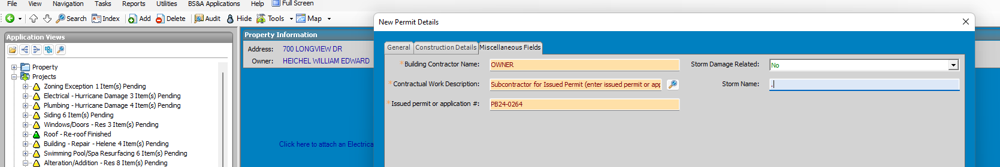 File View Navigation Tasks Reports Utilities BS&A Applications Help Full Screen
Search Index Add Delete Audit Hide Tools Map
Application Views
Property
Projects
Zoning Exception 1 Item(s) Pending
Electrical - Hurricane Damage 3 Item(s) Pending
Plumbing - Hurricane Damage 4 Item(s) Pending
Siding 6 Item(s) Pending
Windows/Doors - Res 3 Item(s) Pending
Roof - Re-roof Finished
Building - Repair - Helene 4 Item(s) Pending
Swimming Pool/Spa Resurfacing 6 Item(s) Pending
Alteration/Addition - Res 8 Item(s) Pending
Property Information
Address: 700 LONGVIEW DR
Owner: HEICHEL WILLIAM EDWARD
Click here to attach an Electrica
New Permit Details
General Construction Details Miscellaneous Fields
*Building Contractor Name: OWNER
*Contractual Work Description: Subcontractor for Issued Permit (enter issued permit or app
*Issued permit or application #: PB24-0264
Storm Damage Related: No
Storm Name: .